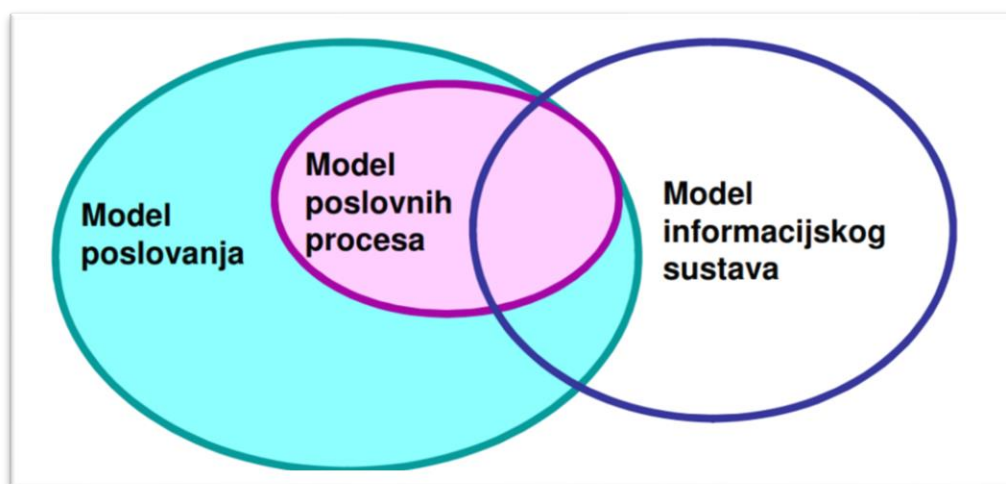 Model
poslovanja
Model
poslovnih
procesa
Model
informacijskog
sustava